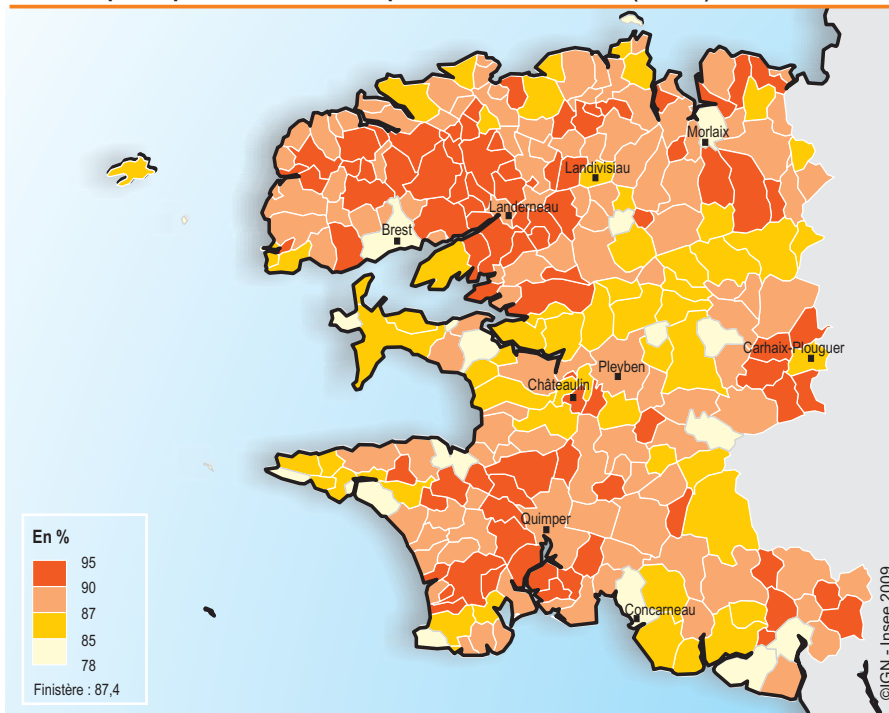 Morlaix
Landivisiau
Landerneau
Brest
Carhaix-Plouguer
Pleyben
Châteaulin
Quimper
Concarneau
En %
95
90
87
85
78
Finistère : 87,4
©IGN - Insee 2009